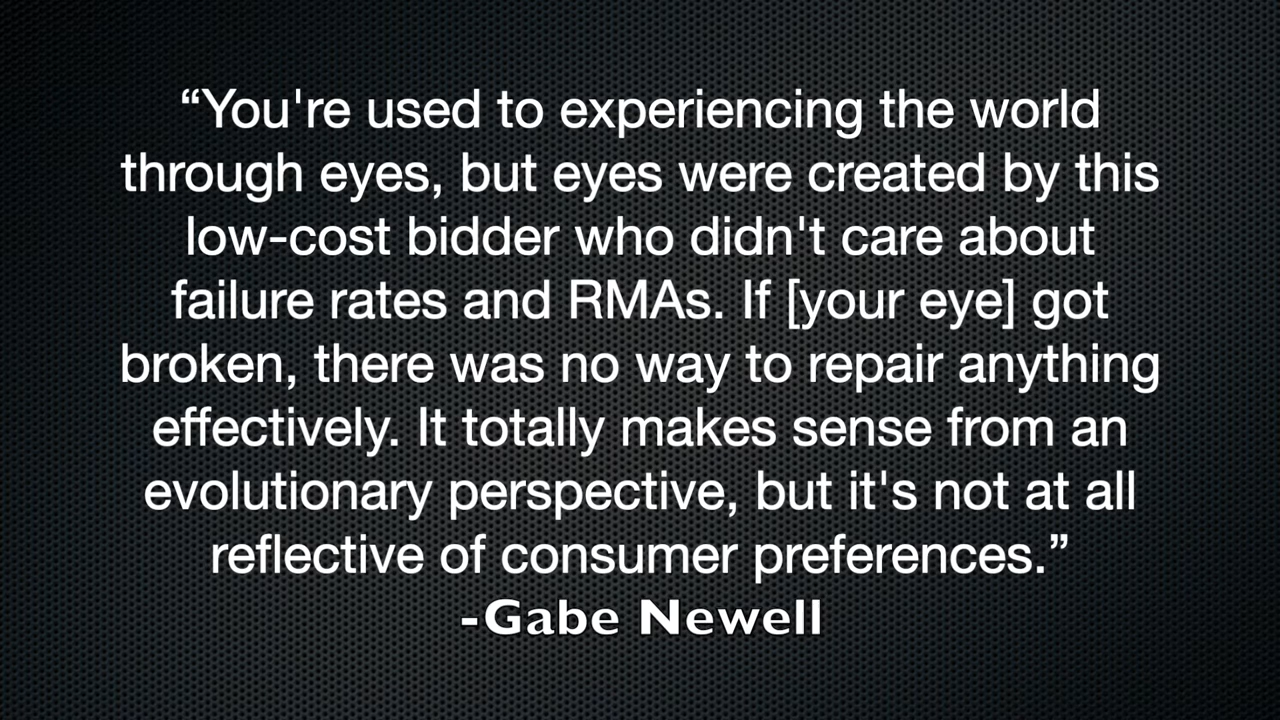 “You're used to experiencing the world
through eyes, but eyes were created by this
low-cost bidder who didn't care about
failure rates and RMAs. If [your eye] got
broken, there was no way to repair anything
effectively. It totally makes sense from an
evolutionary perspective, but it's not at all
reflective of consumer preferences.”
-Gabe Newell